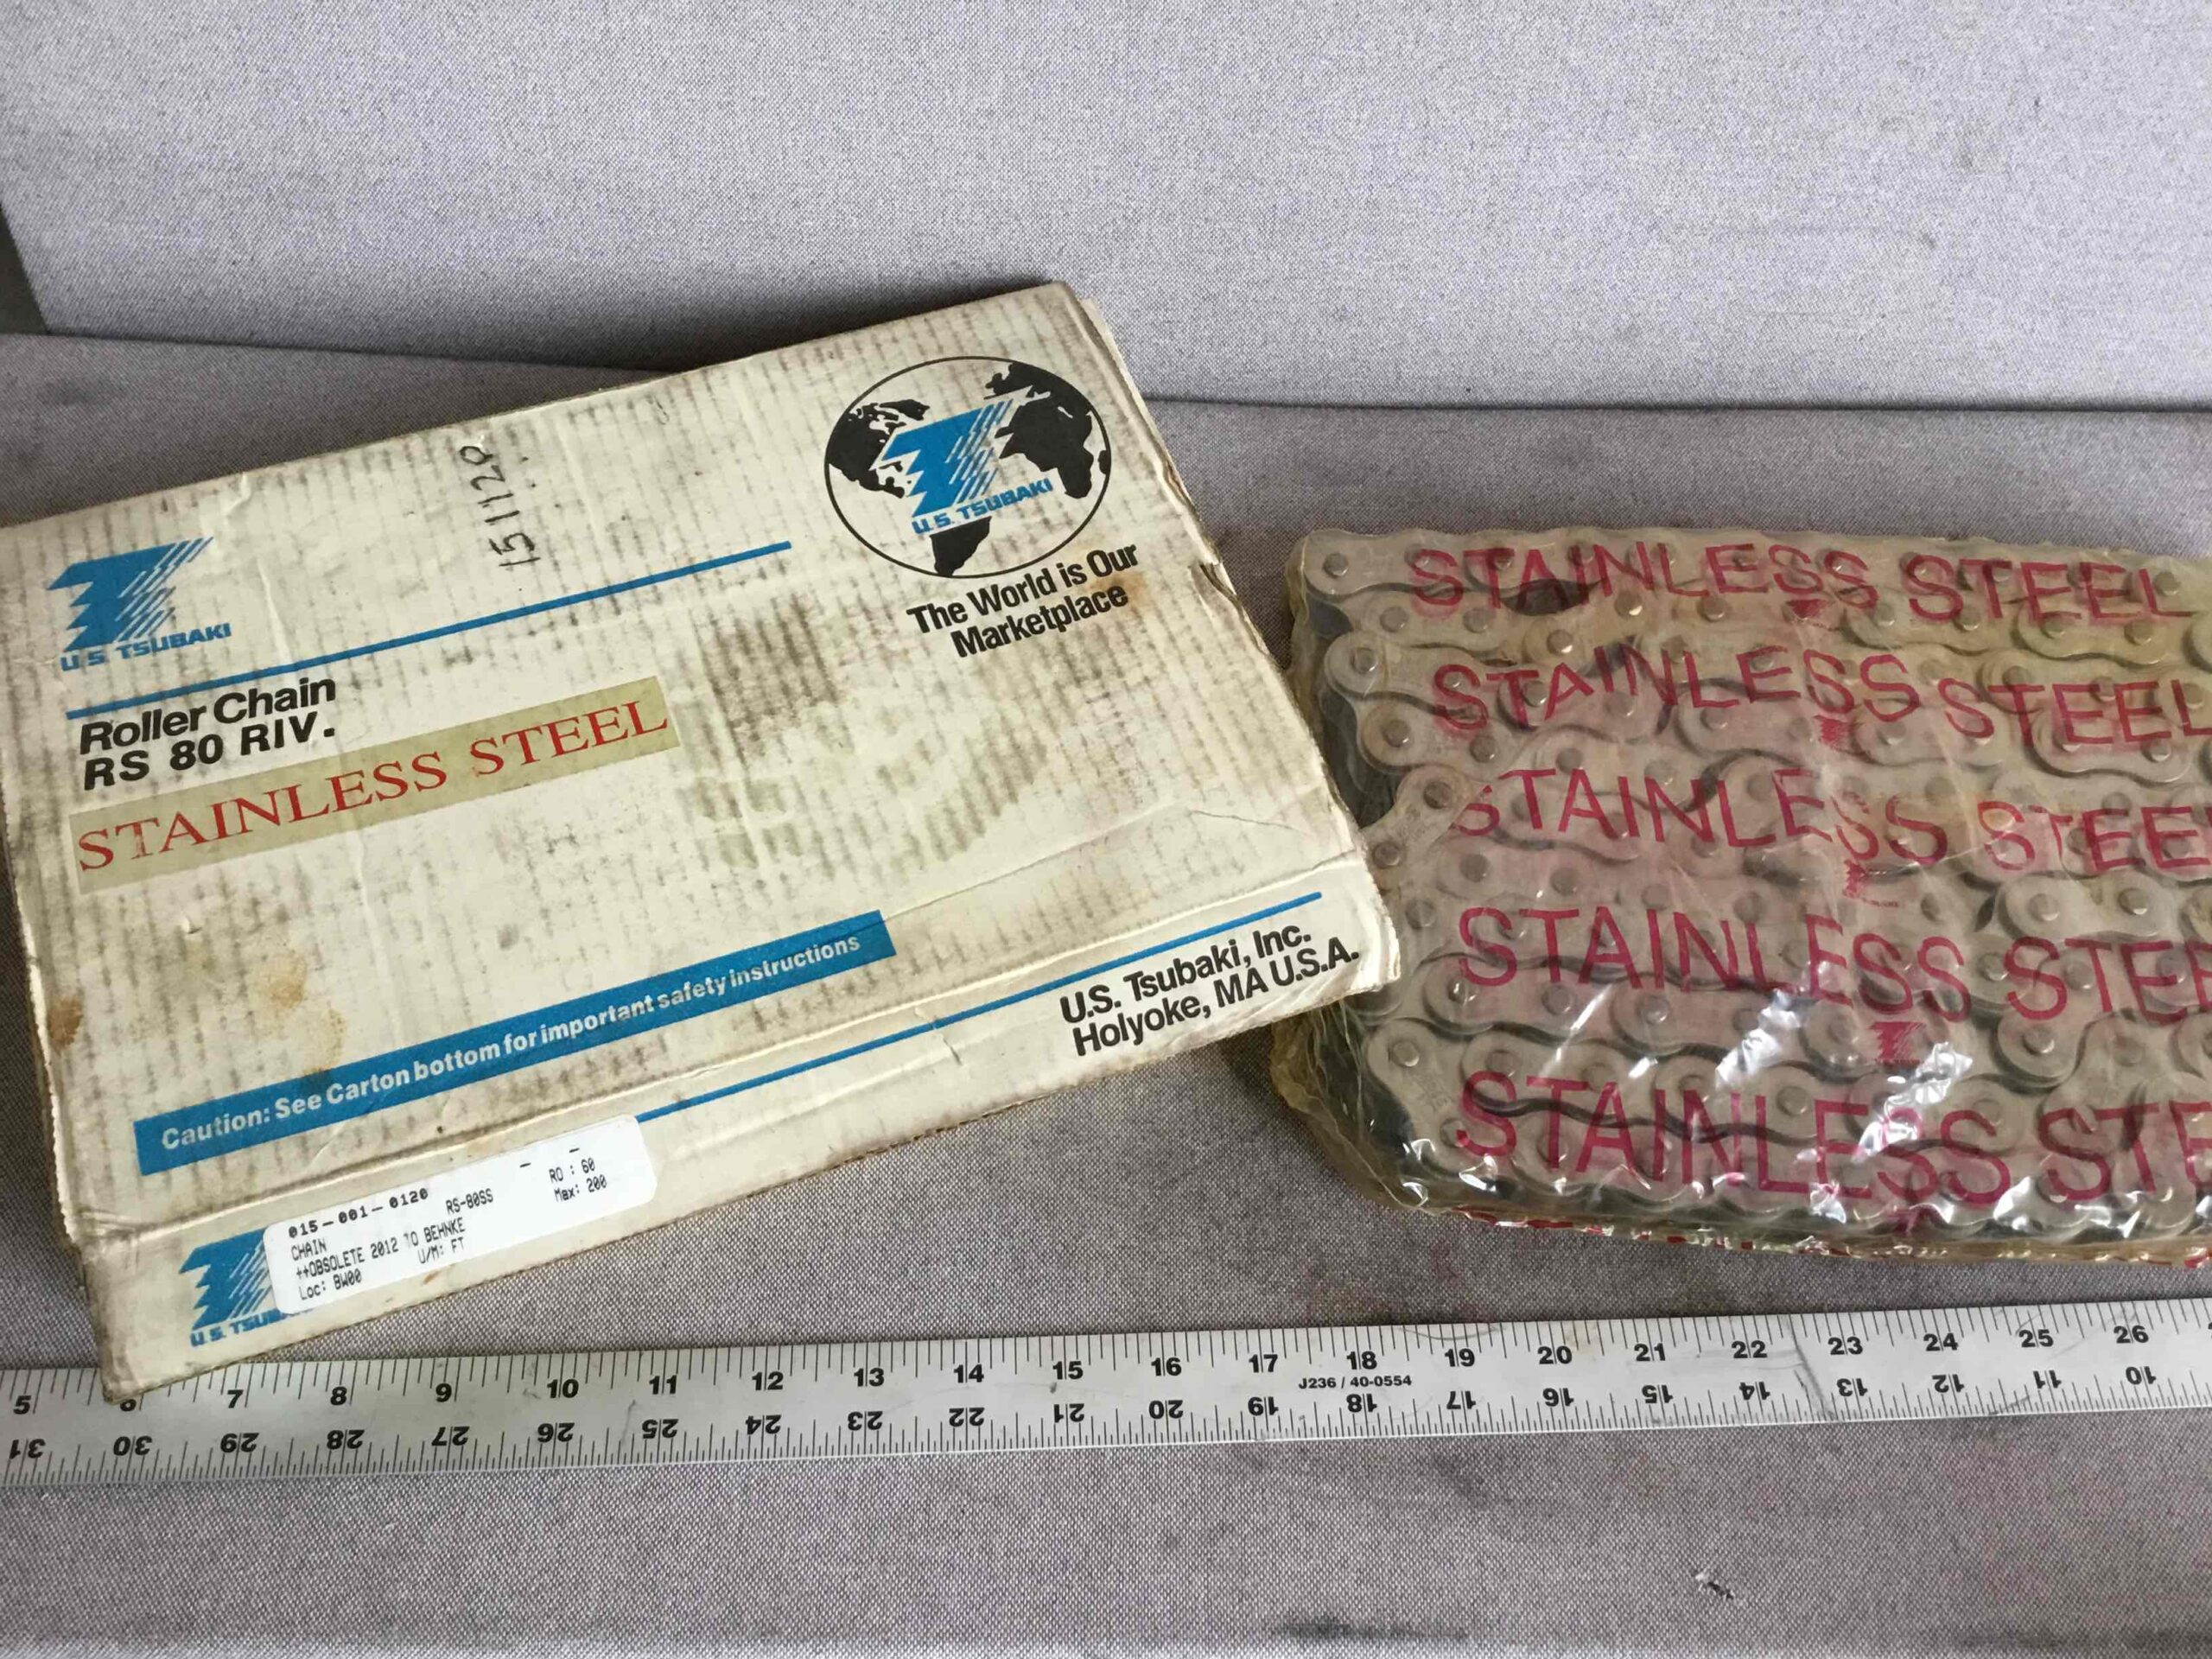 151120
U.S. TSUBAKI
The World is Our
Marketplace
U.S. TSUBAKI
Roller Chain
RS 80 RIV.
STAINLESS STEEL
Caution: See Carton bottom for important safety instructions
U.S. Tsubaki, Inc.
Holyoke, MA U.S.A.
015-001-0120
RS-80SS
RO : 60
CHAIN
Max: 200
++OBSOLETE 2012 TO BEHNKE
Loc: BW00
U/M: FT
U.S. TSU
STAINLESS STEEL
STAINLESS STEEL
STAINLESS STEE
STAINLESS STEE
STAINLESS STE
5 6 7 8 9 10 11 12 13 14 15 16 17 18 19 20 21 22 23 24 25 26
J236 / 40-0554
31 30 29 28 27 26 25 24 23 22 21 20 19 18 17 16 15 14 13 12 11 10